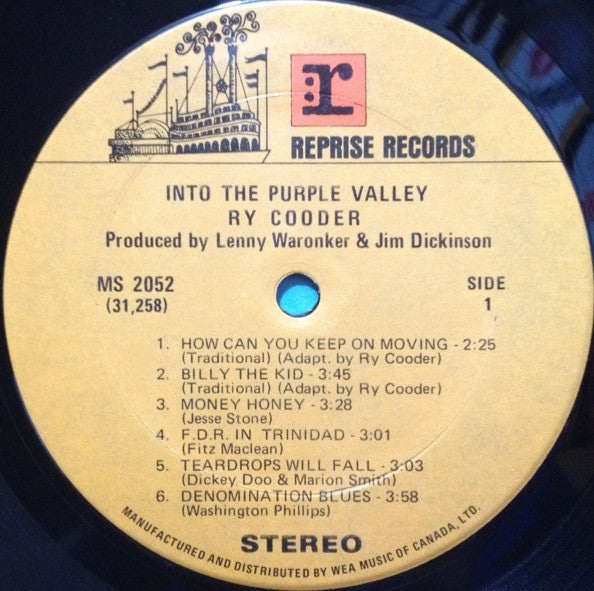 r
REPRISE RECORDS
INTO THE PURPLE VALLEY
RY COODER
Produced by Lenny Waronker & Jim Dickinson
MS 2052
(31,258)
SIDE
1
1. HOW CAN YOU KEEP ON MOVING - 2:25
(Traditional) (Adapt. by Ry Cooder)
2. BILLY THE KID - 3:45
(Traditional) (Adapt. by Ry Cooder)
3. MONEY HONEY - 3:28
(Jesse Stone)
4. F.D.R. IN TRINIDAD - 3:01
(Fitz Maclean)
5. TEARDROPS WILL FALL - 3:03
(Dickey Doo & Marion Smith)
6. DENOMINATION BLUES - 3:58
(Washington Phillips)
STEREO
MANUFACTURED AND DISTRIBUTED BY WEA MUSIC OF CANADA, LTD.